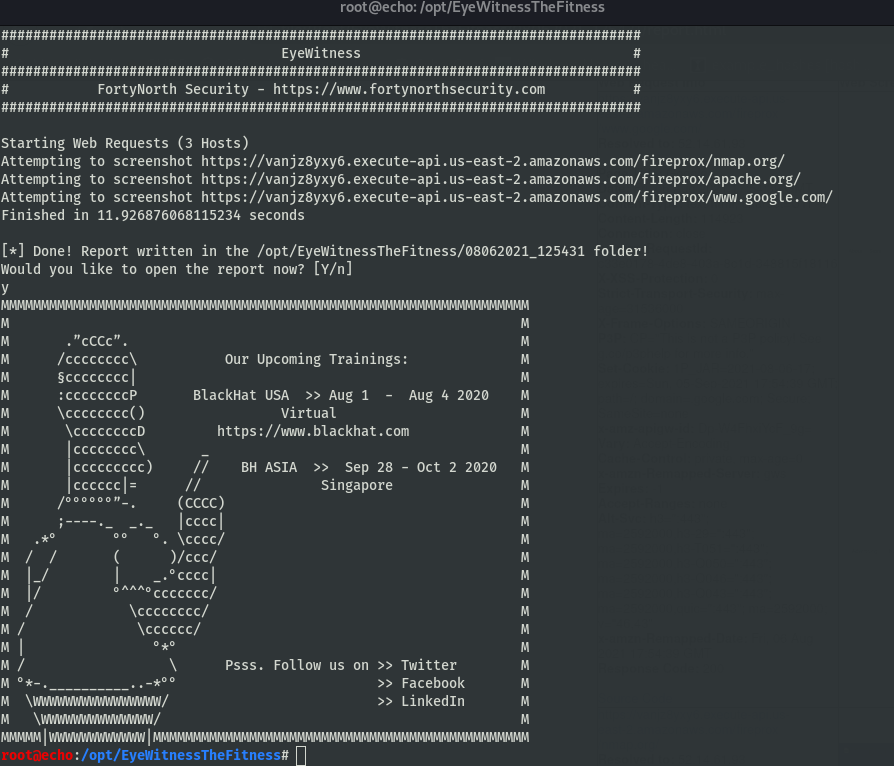 root@echo: /opt/EyeWitnessTheFitness
################################################################################
#                                  EyeWitness                                  #
################################################################################
#           FortyNorth Security - https://www.fortynorthsecurity.com           #
################################################################################
Starting Web Requests (3 Hosts)
Attempting to screenshot https://vanjz8yxy6.execute-api.us-east-2.amazonaws.com/fireprox/nmap.org/
Attempting to screenshot https://vanjz8yxy6.execute-api.us-east-2.amazonaws.com/fireprox/apache.org/
Attempting to screenshot https://vanjz8yxy6.execute-api.us-east-2.amazonaws.com/fireprox/www.google.com/
Finished in 11.926876068115234 seconds
[*] Done! Report written in the /opt/EyeWitnessTheFitness/08062021_125431 folder!
Would you like to open the report now? [Y/n]
y
MMMMMMMMMMMMMMMMMMMMMMMMMMMMMMMMMMMMMMMMMMMMMMMMMMMMMMMMMMMMMMMMMM
M                                                                M
M       .”cCCc”.                                                 M
M      /cccccccc\           Our Upcoming Trainings:              M
M      §cccccccc|                                                M
M      :ccccccccP       BlackHat USA  >> Aug 1  -  Aug 4 2020    M
M      \cccccccc()                 Virtual                       M
M       \ccccccccD         https://www.blackhat.com              M
M       |cccccccc\       _                                       M
M       |ccccccccc)     //    BH ASIA  >>  Sep 28 - Oct 2 2020   M
M       |cccccc|=      //               Singapore                M
M      /°°°°°°”-.     (CCCC)                                     M
M      ;----._  _._   |cccc|                                     M
M   .*°       °°   °. \cccc/                                     M
M  /  /       (      )/ccc/                                      M
M  |_/        |    _.°cccc|                                      M
M  |/         °^^^°ccccccc/                                      M
M  /            \cccccccc/                                       M
M /              \cccccc/                                        M
M |                °*°                                           M
M /                  \      Psss. Follow us on >> Twitter        M
M °*-.__________..-*°°                         >> Facebook       M
M  \WWWWWWWWWWWWWWWW/                          >> LinkedIn       M
M   \WWWWWWWWWWWWWW/                                             M
MMMMM|WWWWWWWWWWWW|MMMMMMMMMMMMMMMMMMMMMMMMMMMMMMMMMMMMMMMMMMMMMMM
root@echo:/opt/EyeWitnessTheFitness#